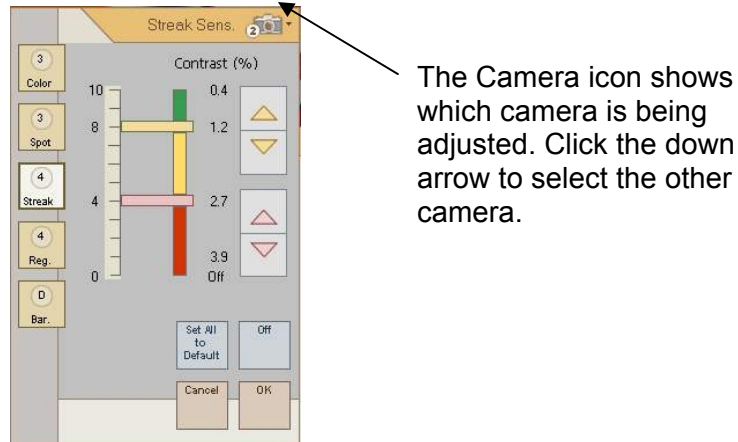 Streak Sens. 2
Contrast (%)
3
Color
3
Spot
4
Streak
4
Reg.
D
Bar.
10
8
4
0
0.4
1.2
2.7
3.9
Off
Set All
to
Default
Off
Cancel
OK
The Camera icon shows
which camera is being
adjusted. Click the down
arrow to select the other
camera.